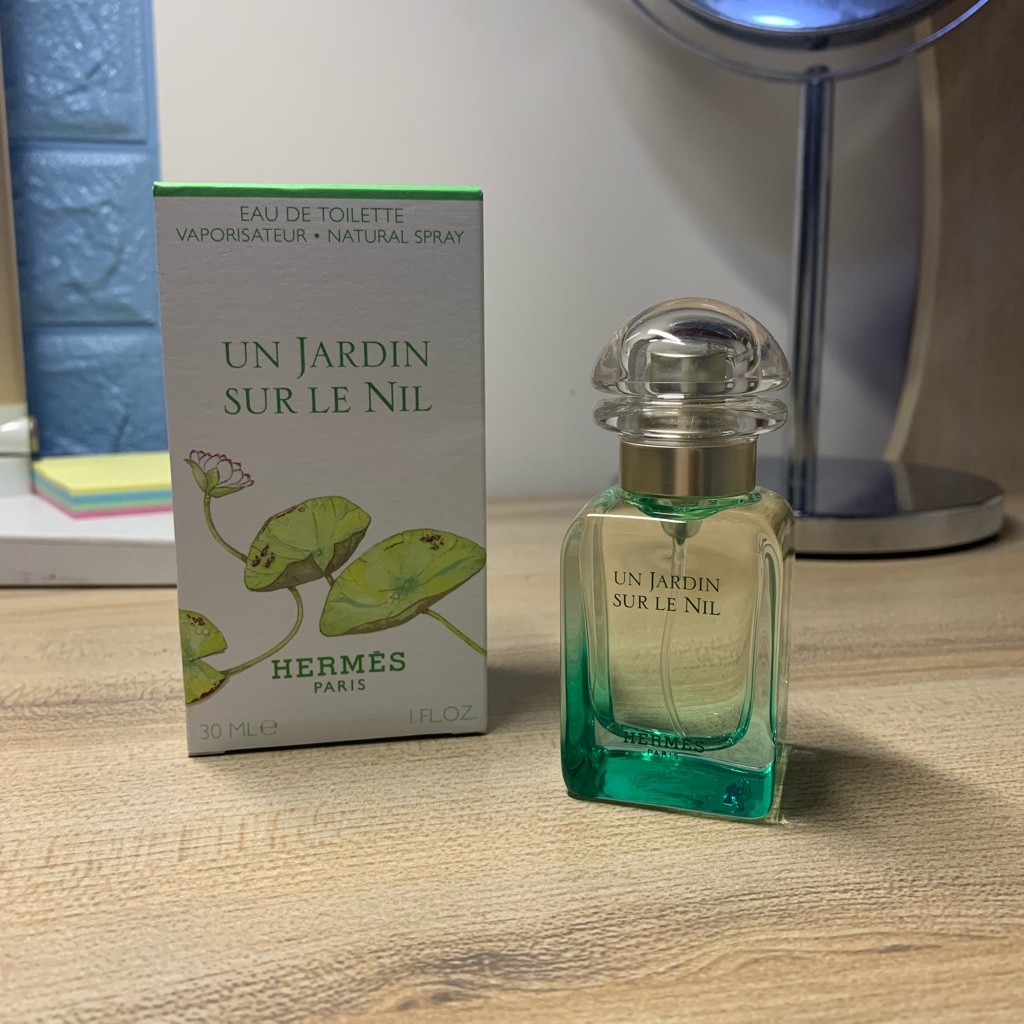 EAU DE TOILETTE
VAPORISATEUR • NATURAL SPRAY
UN JARDIN
SUR LE NIL
HERMÈS
PARIS
30 ML ℮
1 FL.OZ.
UN JARDIN
SUR LE NIL
HERMÈS
PARIS